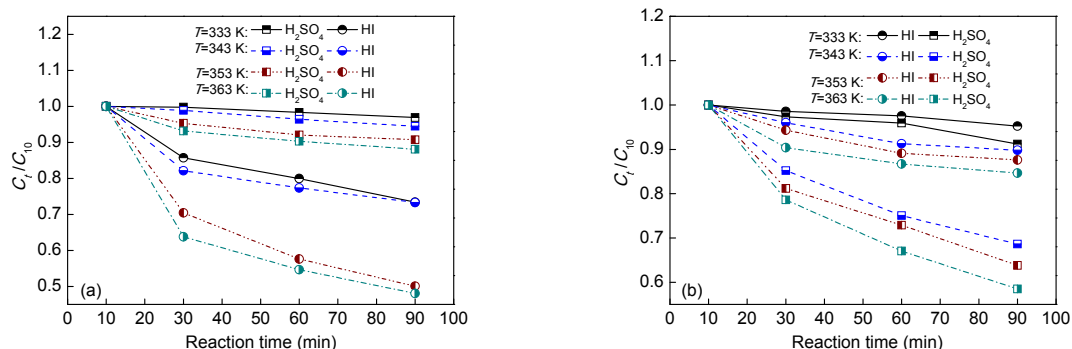 T=333 K: H₂SO₄ HI
T=343 K: H₂SO₄ HI
T=353 K: H₂SO₄ HI
T=363 K: H₂SO₄ HI
1.0
0.9
0.8
0.7
0.6
0.5
Cₜ/C₁₀
(a)
0 10 20 30 40 50 60 70 80 90 100
Reaction time (min)
T=333 K: HI H₂SO₄
T=343 K: HI H₂SO₄
T=353 K: HI H₂SO₄
T=363 K: HI H₂SO₄
1.2
1.1
1.0
0.9
0.8
0.7
0.6
Cₜ/C₁₀
(b)
0 10 20 30 40 50 60 70 80 90 100
Reaction time (min)